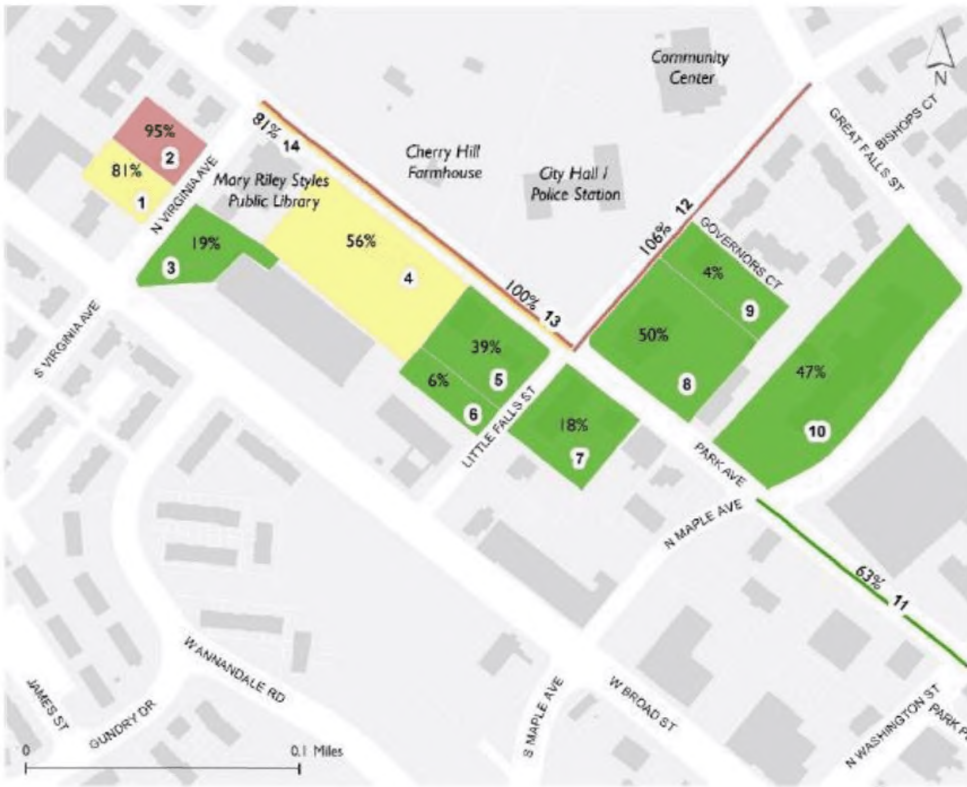 Community
Center
N
BISHOPS CT
GREAT FALLS ST
95%
2
81%
1
N VIRGINIA AVE
81% 14
Mary Riley Styles
Public Library
Cherry Hill
Farmhouse
City Hall /
Police Station
106% 12
GOVERNORS CT
4%
9
19%
3
56%
4
100% 13
50%
8
39%
5
6%
6
47%
10
S VIRGINIA AVE
LITTLE FALLS ST
18%
7
PARK AVE
N MAPLE AVE
63% 11
W ANNANDALE RD
JAMES ST
GUNDRY DR
S MAPLE AVE
W BROAD ST
N WASHINGTON ST
0
0.1 Miles